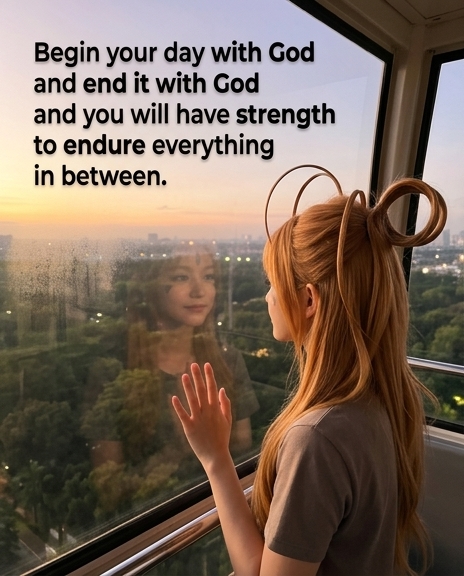 Begin your day with God
and end it with God
and you will have strength
to endure everything
in between.